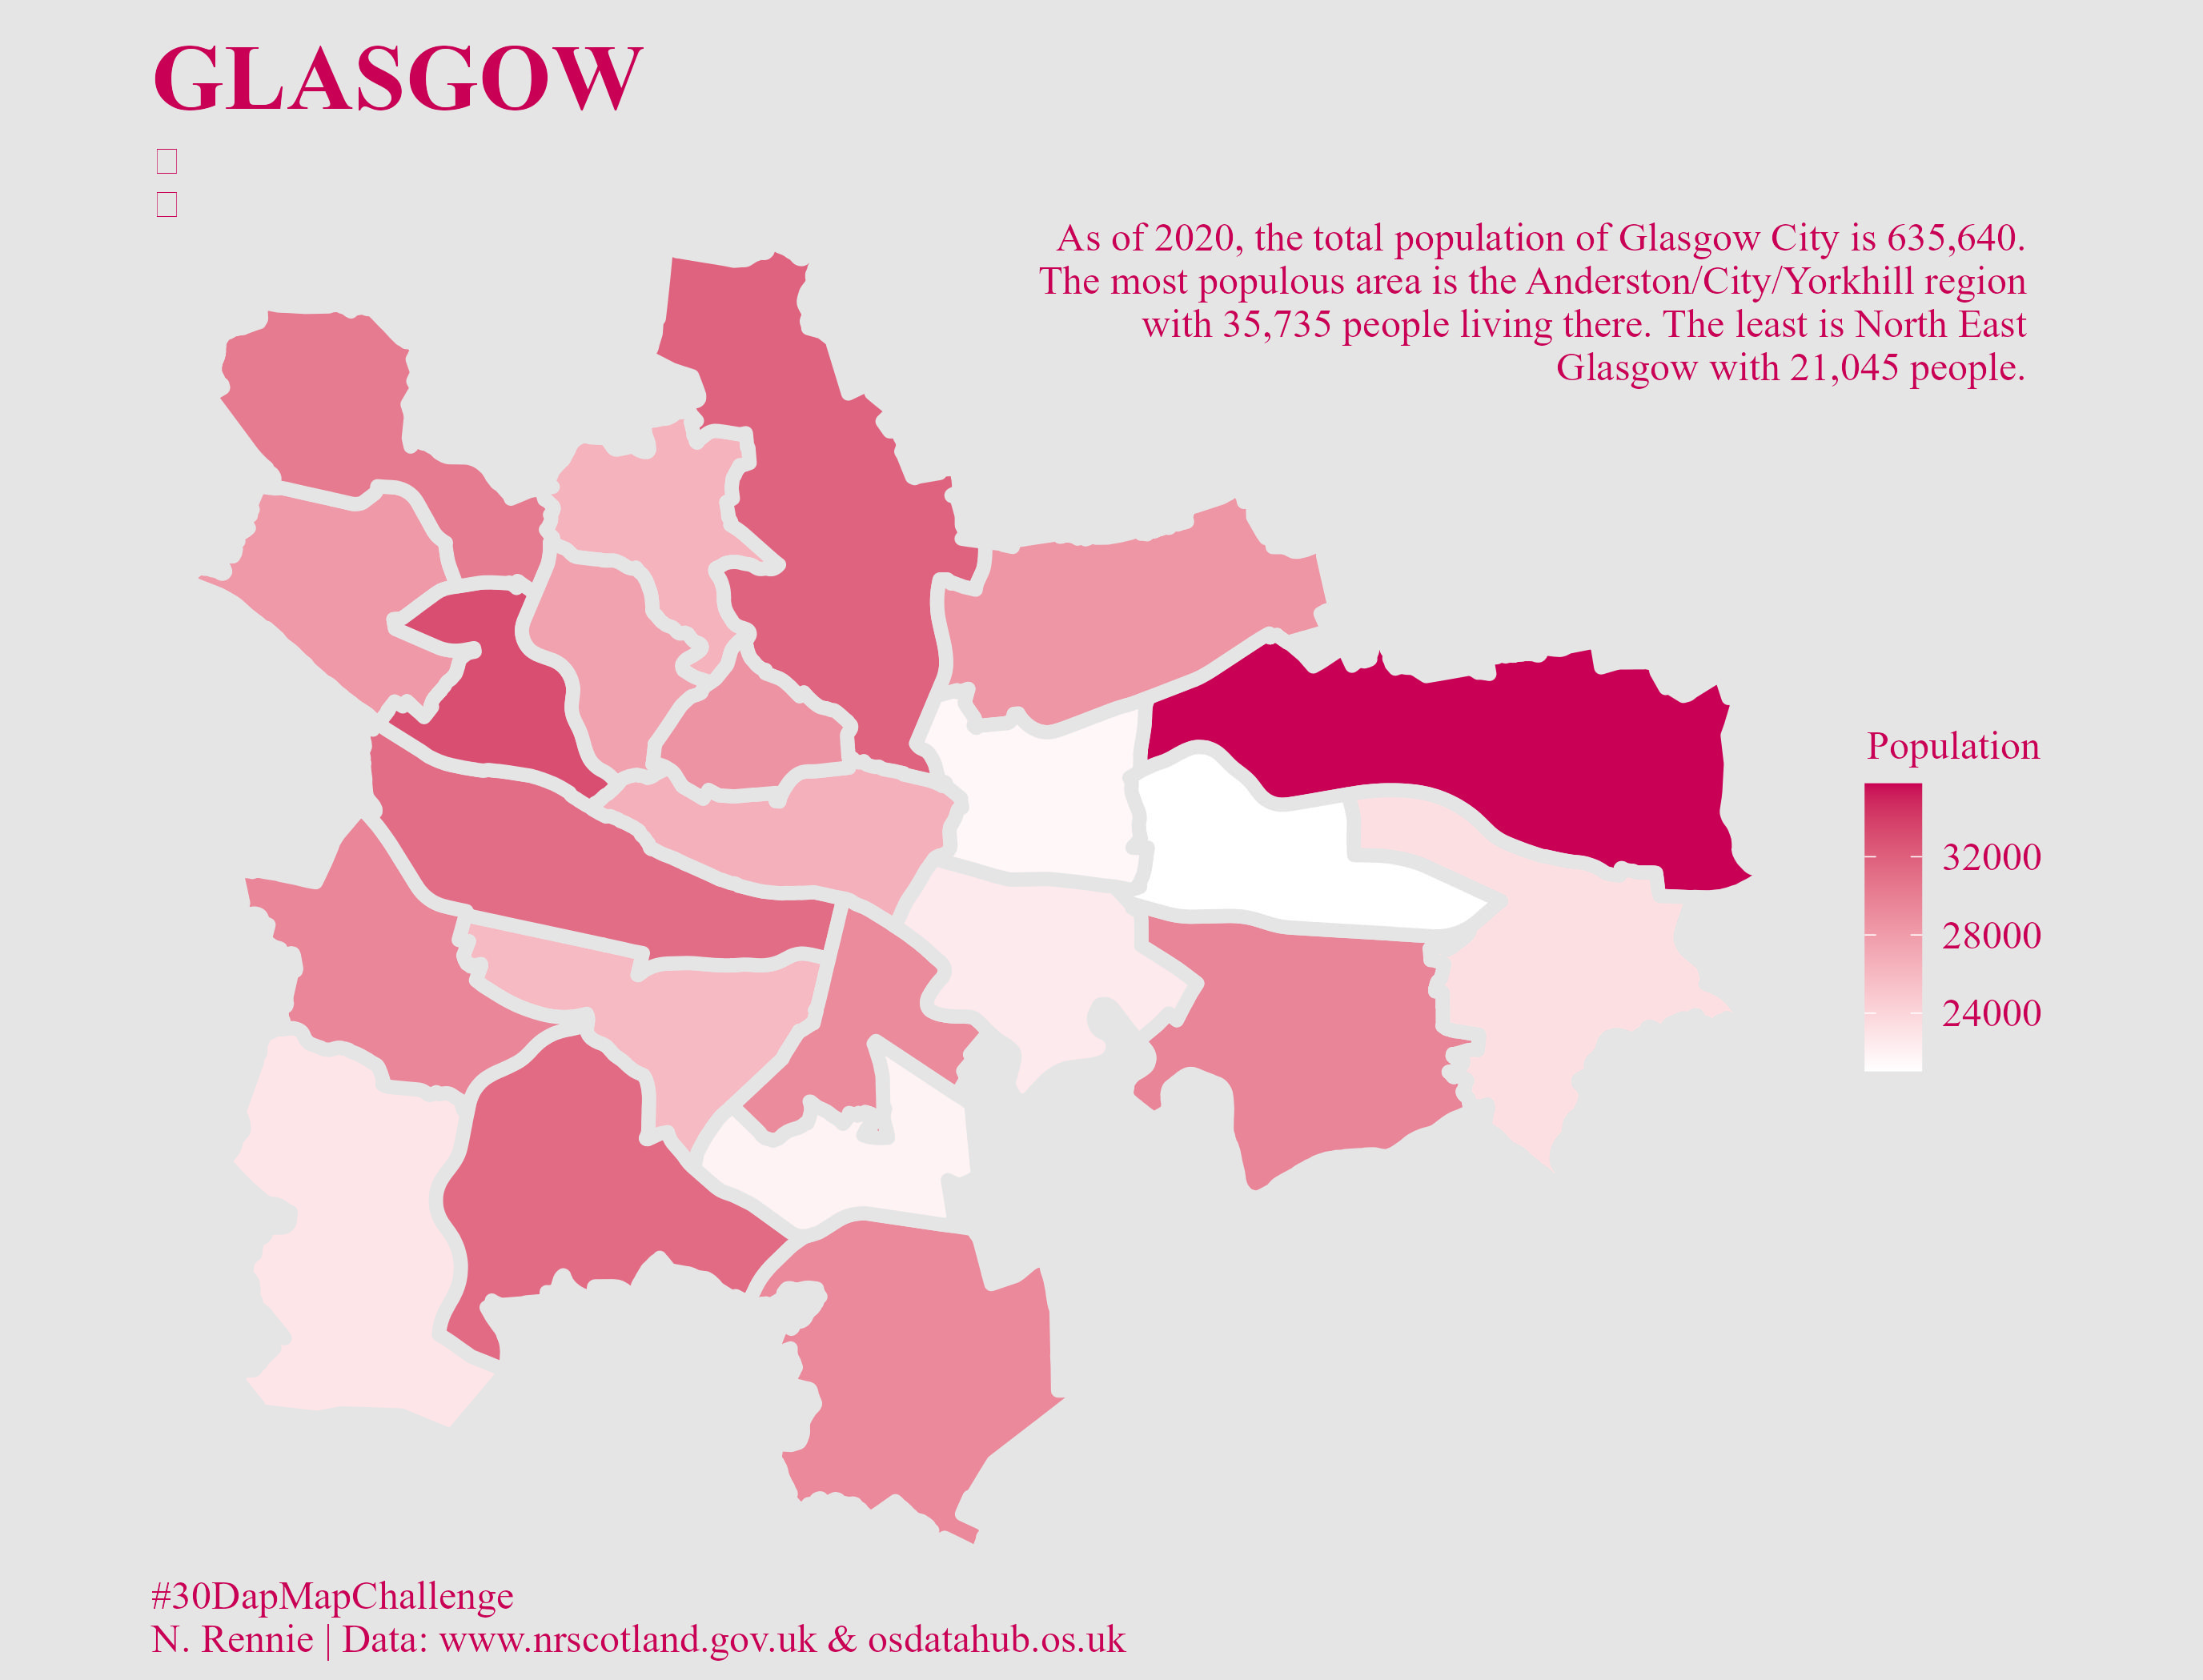 GLASGOW
As of 2020, the total population of Glasgow City is 635,640.
The most populous area is the Anderston/City/Yorkhill region
with 35,735 people living there. The least is North East
Glasgow with 21,045 people.
Population
32000
28000
24000
#30DapMapChallenge
N. Rennie | Data: www.nrscotland.gov.uk & osdatahub.os.uk